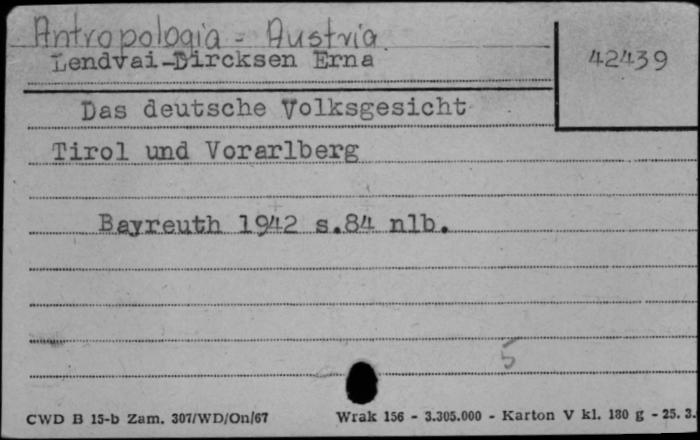 Antropologia - Austria
42439
Lendvai-Dircksen Erna
Das deutsche Volksgesicht
Tirol und Vorarlberg
Bayreuth 1942 s.84 nlb.
5
CWD B 15-b Zam. 307/WD/On/67 Wrak 156 - 3.305.000 - Karton V kl. 180 g - 25. 3.